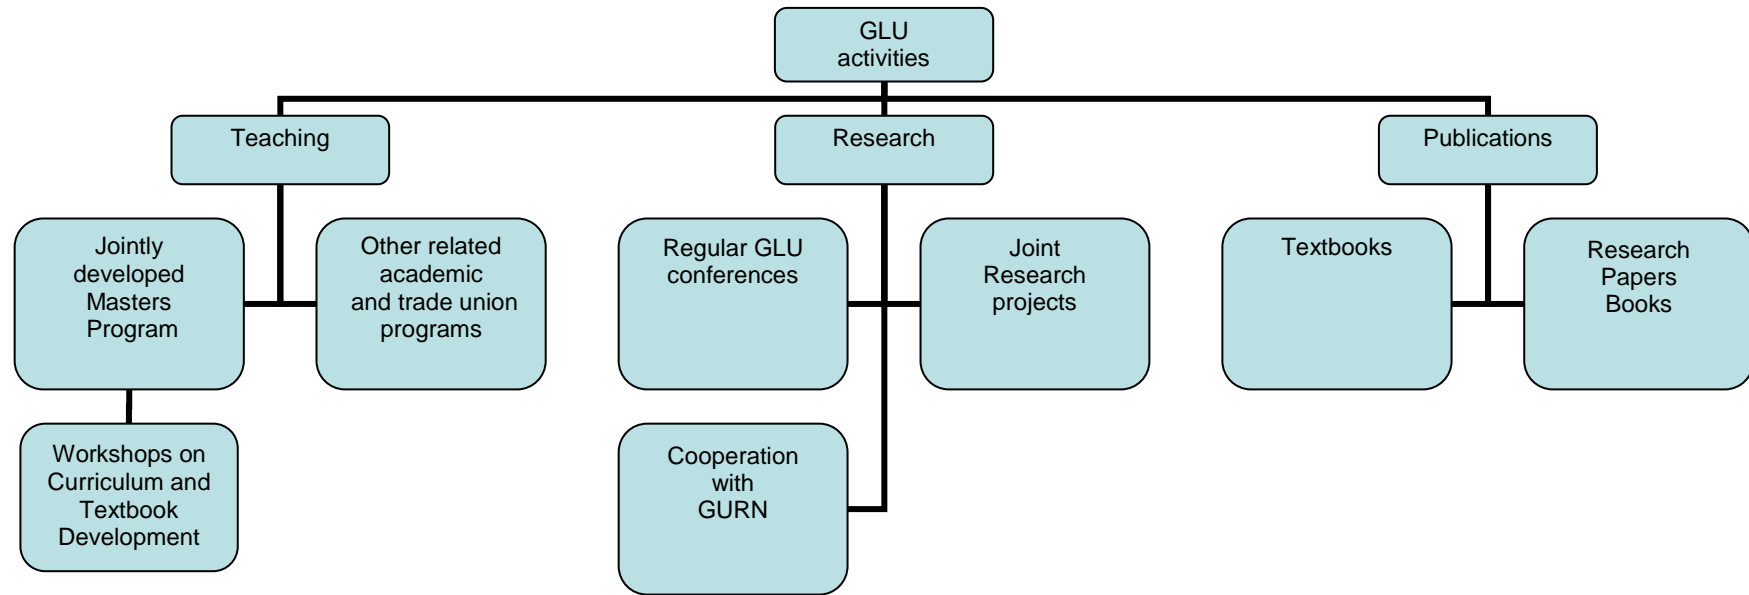 GLU
activities
Teaching
Research
Publications
Jointly
developed
Masters
Program
Other related
academic
and trade union
programs
Regular GLU
conferences
Joint
Research
projects
Textbooks
Research
Papers
Books
Workshops on
Curriculum and
Textbook
Development
Cooperation
with
GURN